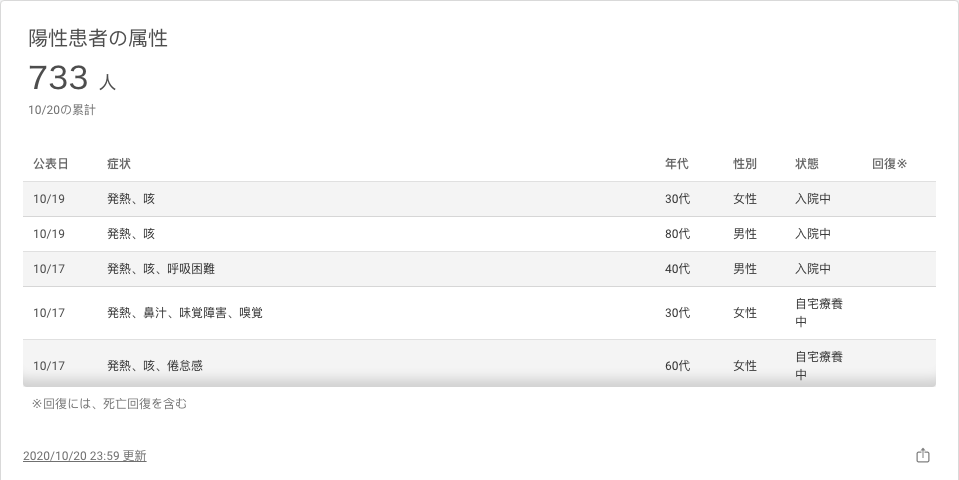 陽性患者の属性
733 人
10/20の累計
公表日 症状 年代 性別 状態 回復※
10/19 発熱、咳 30代 女性 入院中
10/19 発熱、咳 80代 男性 入院中
10/17 発熱、咳、呼吸困難 40代 男性 入院中
10/17 発熱、鼻汁、味覚障害、嗅覚 30代 女性 自宅療養
中
10/17 発熱、咳、倦怠感 60代 女性 自宅療養
中
※回復には、死亡回復を含む
2020/10/20 23:59 更新